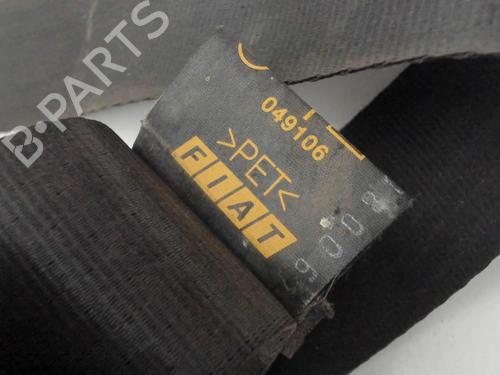 049106
>PET<
FIAT
B-PARTS